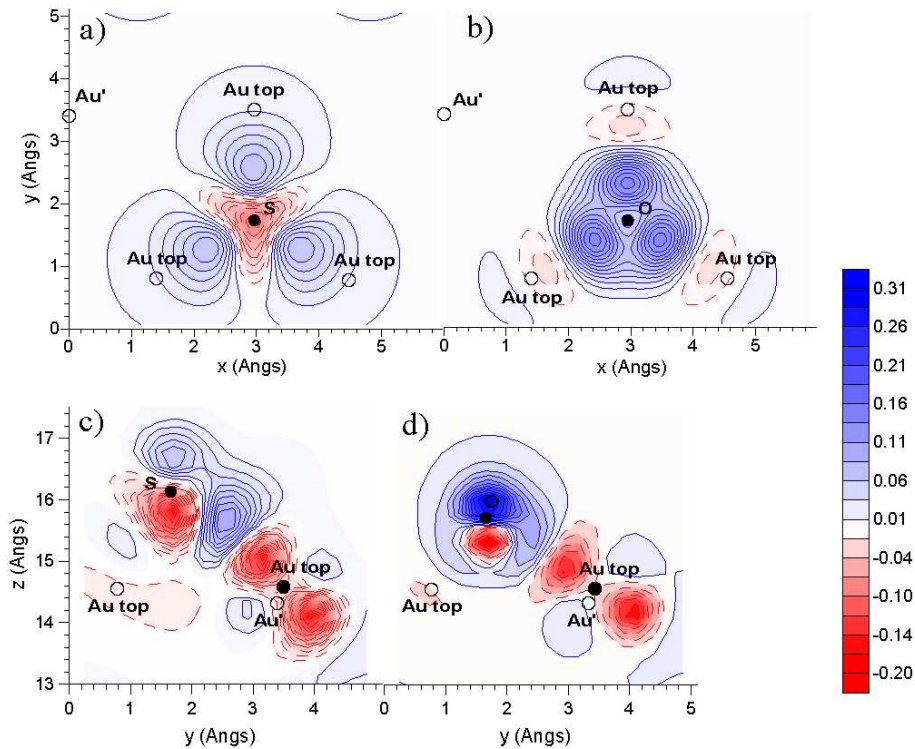 a)
b)
5
4
3
2
1
0
y (Angs)
Au'
Au top
S
Au top
Au top
0 1 2 3 4 5
x (Angs)
Au'
Au top
O
Au top
Au top
0 1 2 3 4 5
x (Angs)
c)
d)
17
16
15
14
13
z (Angs)
S
Au top
Au top
Au'
0 1 2 3 4
y (Angs)
O
Au top
Au top
Au'
0 1 2 3 4 5
y (Angs)
0.31
0.26
0.21
0.16
0.11
0.06
0.01
-0.04
-0.10
-0.14
-0.20